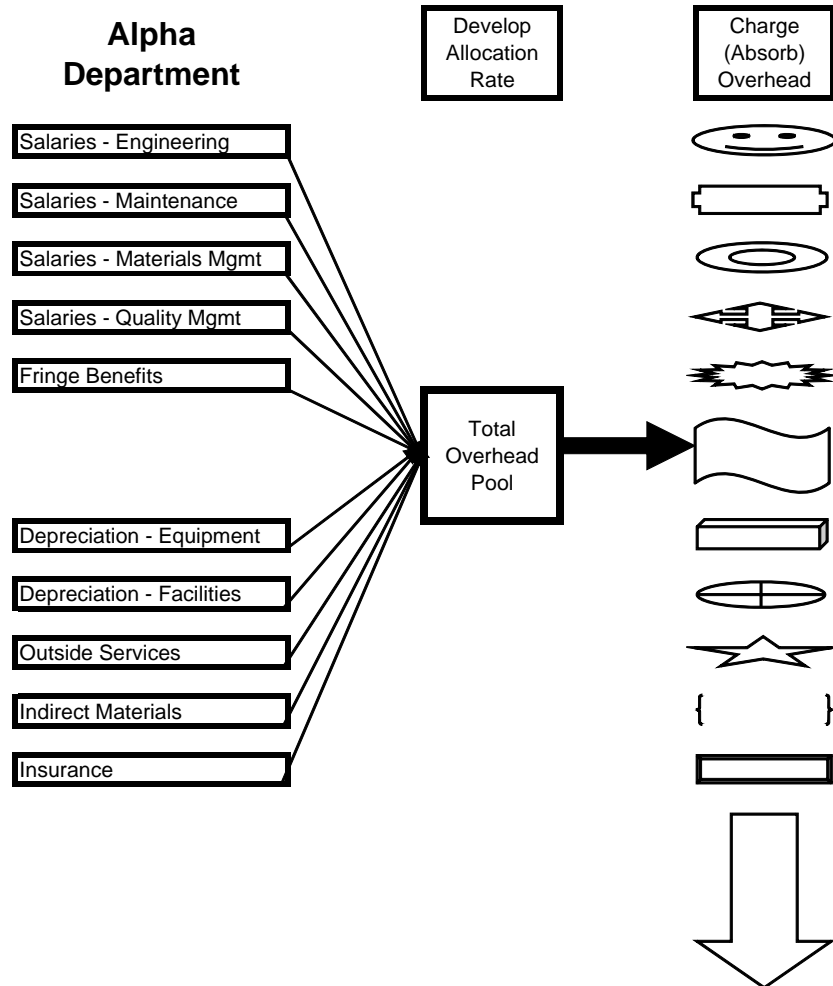 Alpha
Department
Develop
Allocation
Rate
Charge
(Absorb)
Overhead
Salaries - Engineering
Salaries - Maintenance
Salaries - Materials Mgmt
Salaries - Quality Mgmt
Fringe Benefits
Total
Overhead
Pool
Depreciation - Equipment
Depreciation - Facilities
Outside Services
Indirect Materials
Insurance